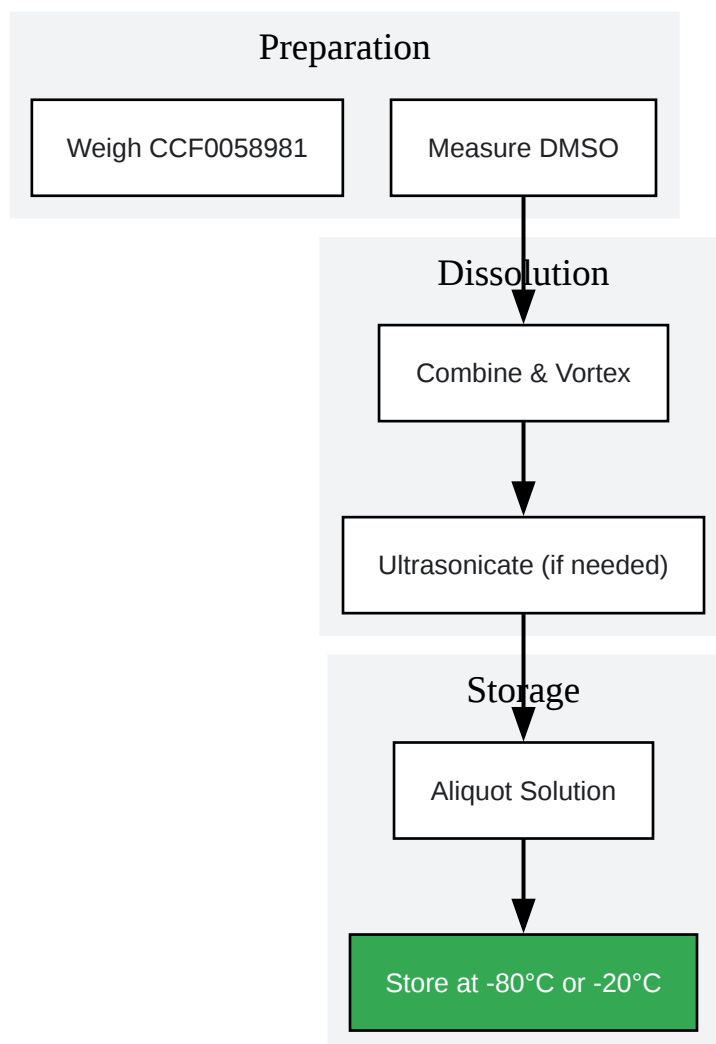 Preparation
Weigh CCF0058981
Measure DMSO
Dissolution
Combine & Vortex
Ultrasonicate (if needed)
Storage
Aliquot Solution
Store at -80°C or -20°C